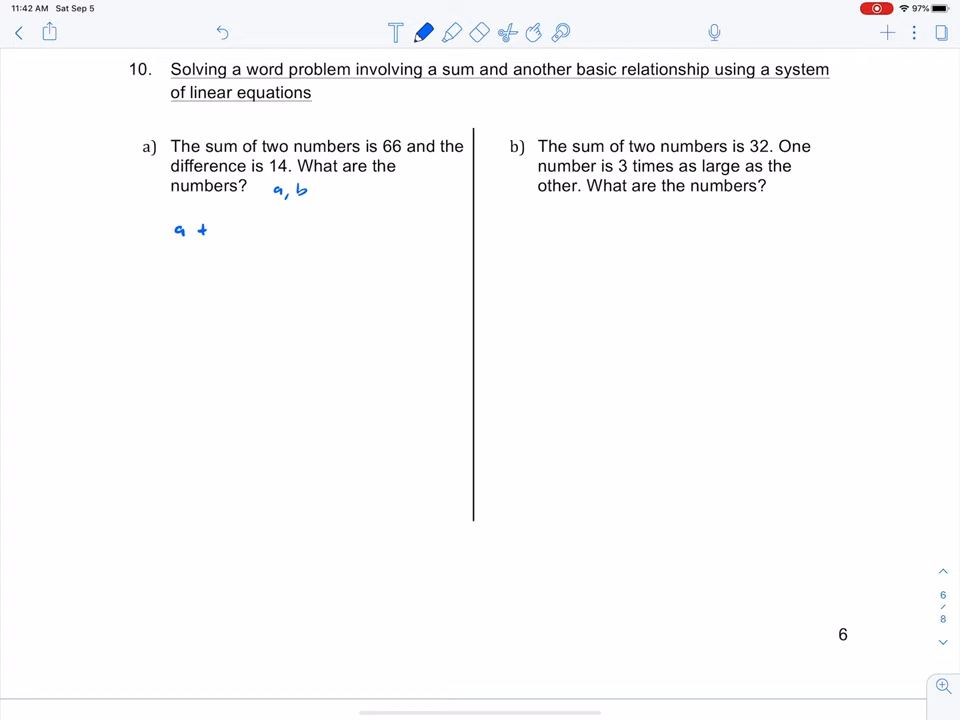 11:42 AM Sat Sep 5
97%
10. Solving a word problem involving a sum and another basic relationship using a system
of linear equations
a) The sum of two numbers is 66 and the
difference is 14. What are the
numbers? a, b
a +
b) The sum of two numbers is 32. One
number is 3 times as large as the
other. What are the numbers?
6
/
8
6